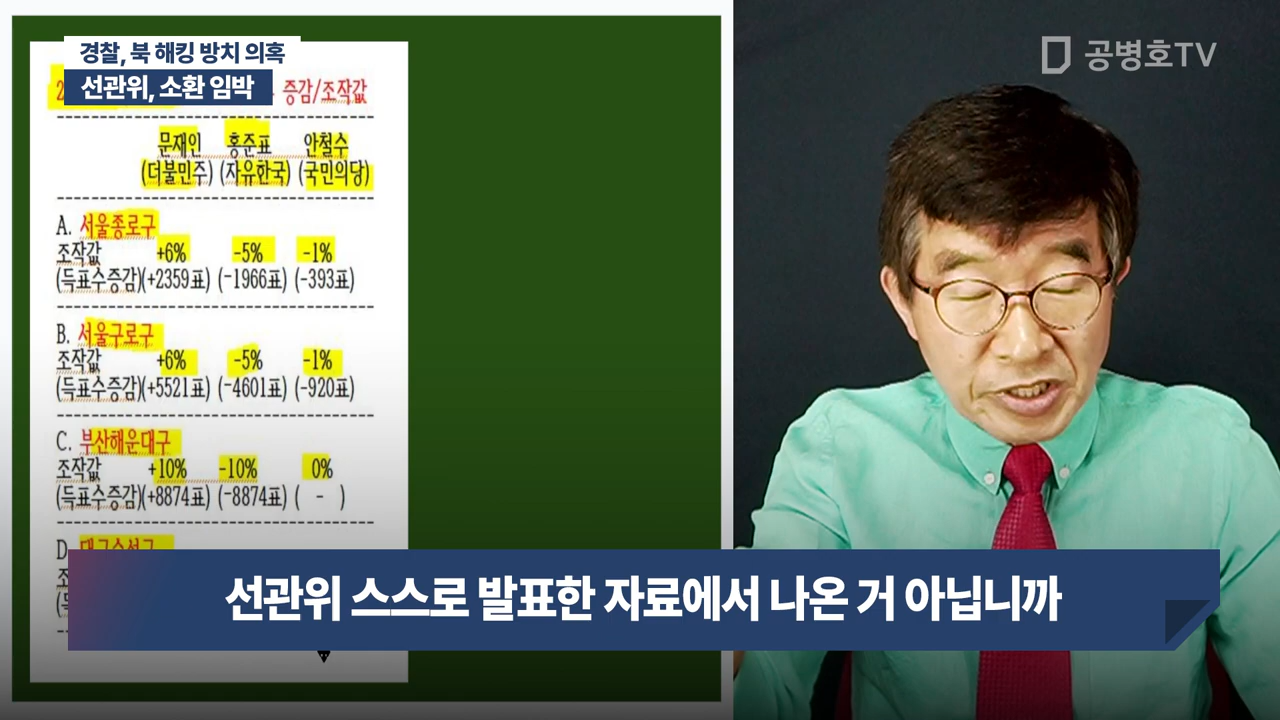 경찰, 북 해킹 방치 의혹
선관위, 소환 임박
공병호TV
증감/조작값
문재인 홍준표 안철수
(더불민주) (자유한국) (국민의당)
A. 서울종로구
조작값 +6% -5% -1%
(득표수증감)(+2359표) (-1966표) (-393표)
B. 서울구로구
조작값 +6% -5% -1%
(득표수증감)(+5521표) (-4601표) (-920표)
C. 부산해운대구
조작값 +10% -10% 0%
(득표수증감)(+8874표) (-8874표) ( - )
D.
선관위 스스로 발표한 자료에서 나온 거 아닙니까